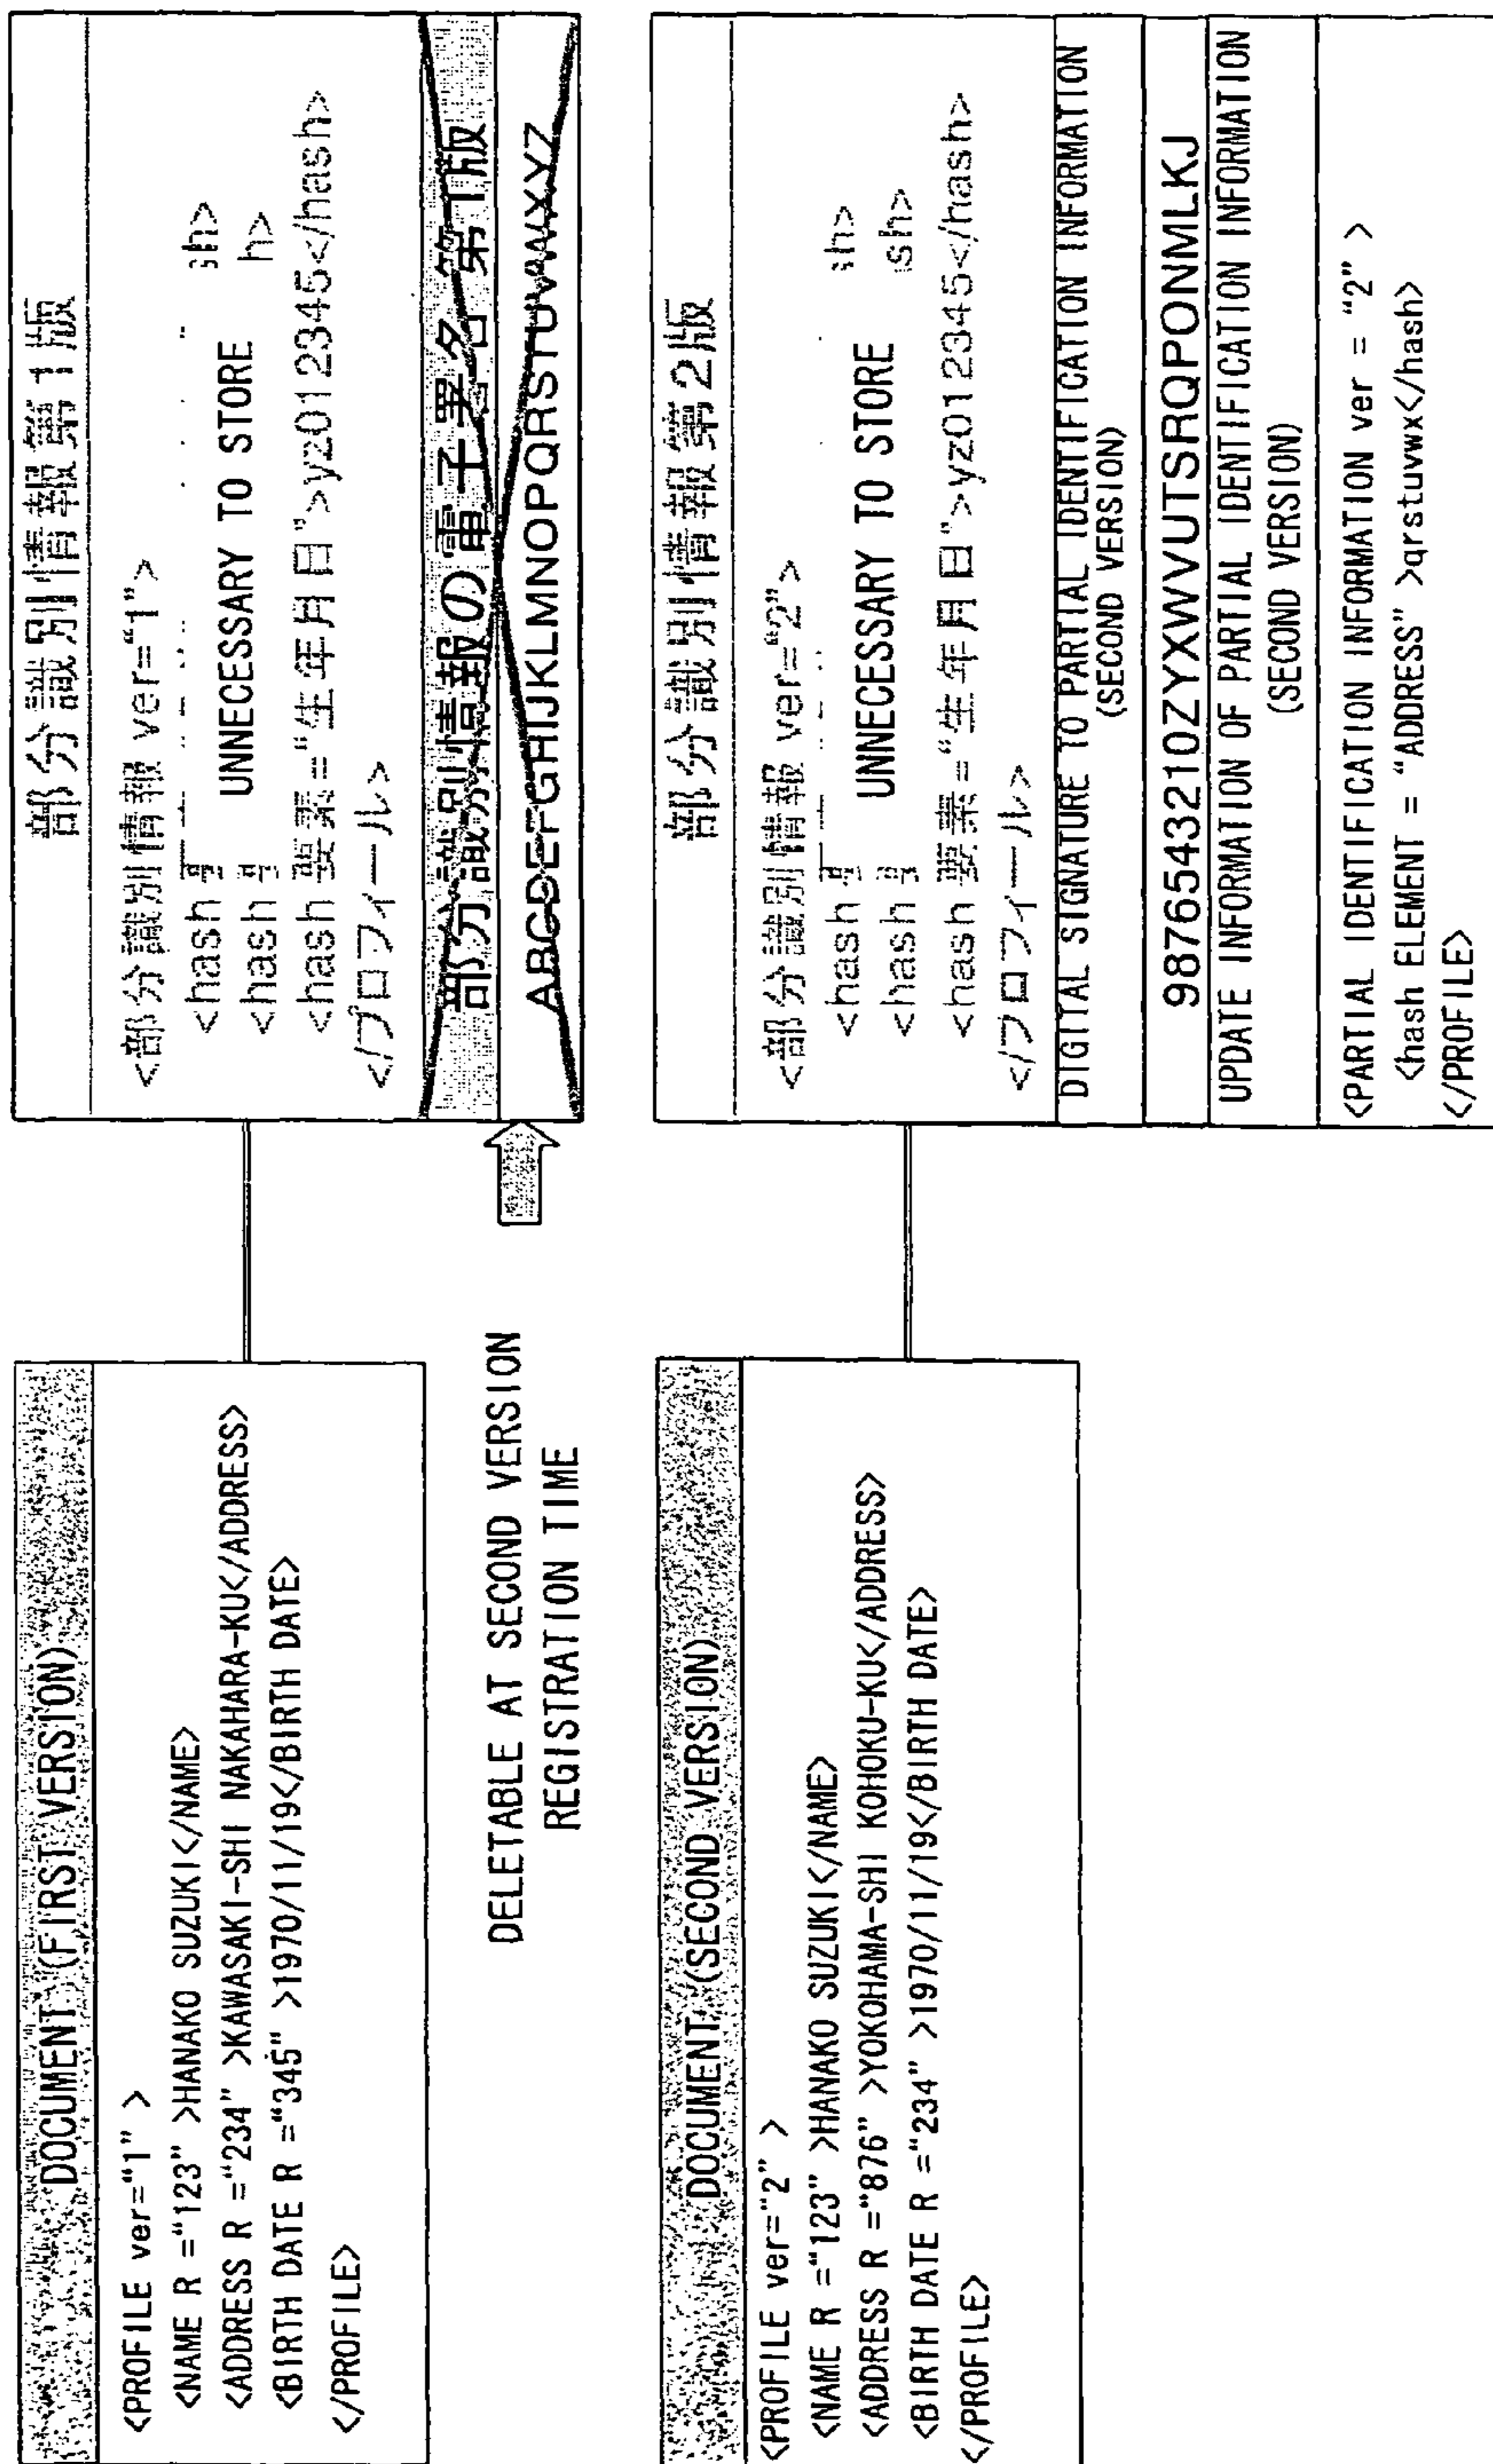 DOCUMENT (FIRST VERSION)
<PROFILE ver="1" >
<NAME R ="123" >HANAKO SUZUKI</NAME>
<ADDRESS R ="234" >KAWASAKI-SHI NAKAHARA-KU</ADDRESS>
<BIRTH DATE R ="345" >1970/11/19</BIRTH DATE>
</PROFILE>
部分識別情報第1版
<部分識別情報 ver="1">
<hash
UNNECESSARY TO STORE
<hash
<hash 要素="生年月日">yz012345</hash>
</プロフィール>
部分識別情報の電子署名 第1版
ABCDEFGHIJKLMNOPQRSTUVWXYZ
DELETABLE AT SECOND VERSION
REGISTRATION TIME
DOCUMENT (SECOND VERSION)
<PROFILE ver="2" >
<NAME R ="123" >HANAKO SUZUKI</NAME>
<ADDRESS R ="876" >YOKOHAMA-SHI KOHOKU-KU</ADDRESS>
<BIRTH DATE R ="234" >1970/11/19</BIRTH DATE>
</PROFILE>
部分識別情報第2版
<部分識別情報 ver="2">
<hash
UNNECESSARY TO STORE
<hash
<hash 要素="生年月日">yz012345</hash>
</プロフィール>
DIGITAL SIGNATURE TO PARTIAL IDENTIFICATION INFORMATION
(SECOND VERSION)
9876543210ZYXWVUTSRQPONMLKJ
UPDATE INFORMATION OF PARTIAL IDENTIFICATION INFORMATION
(SECOND VERSION)
<PARTIAL IDENTIFICATION INFORMATION ver = "2" >
<hash ELEMENT = "ADDRESS" >qrstuvwx</hash>
</PROFILE>